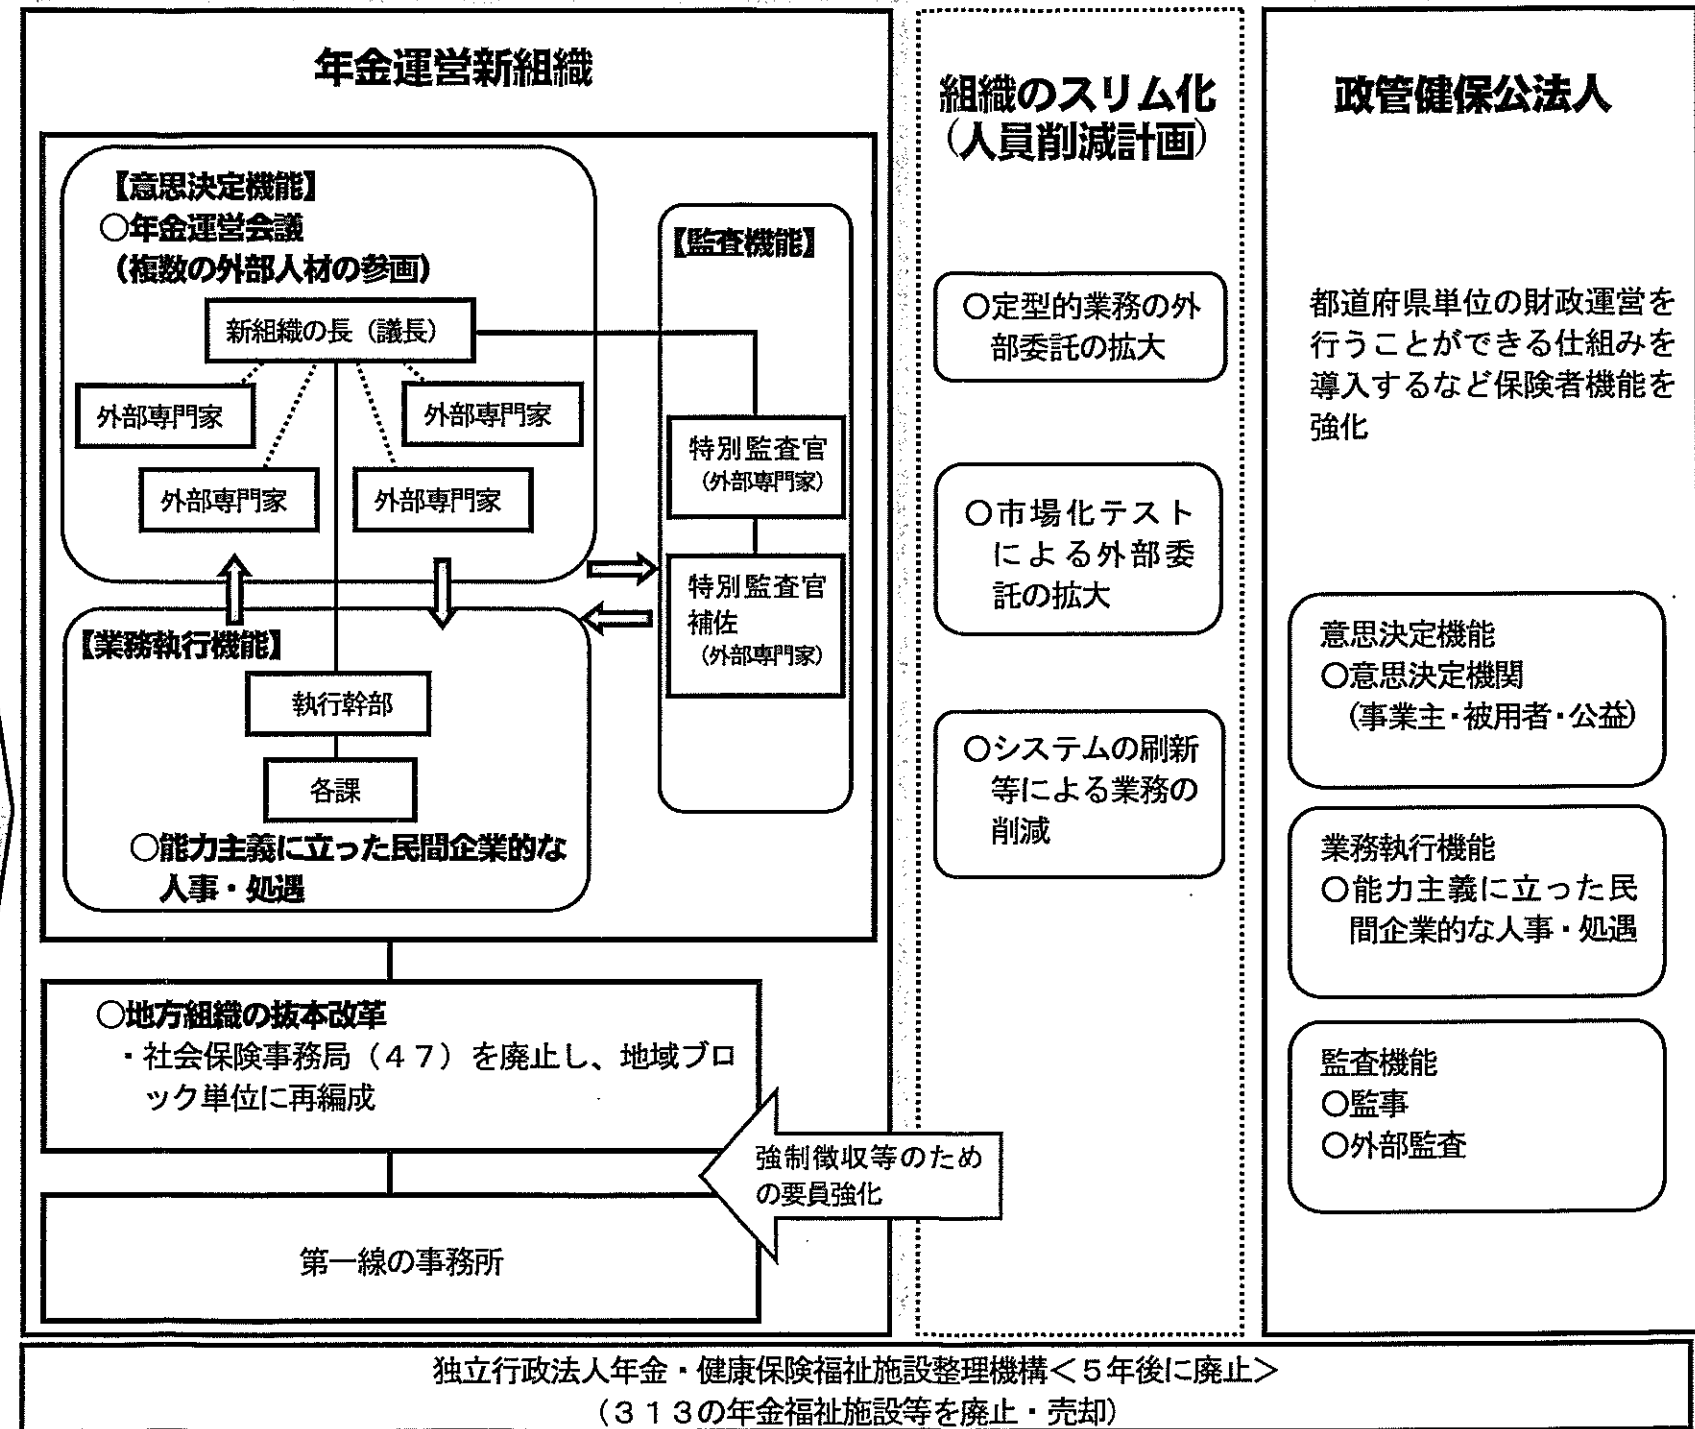 年金運営新組織
【意思決定機能】
○年金運営会議
（複数の外部人材の参画）
新組織の長（議長）
外部専門家
外部専門家
外部専門家
外部専門家
【監査機能】
特別監査官
（外部専門家）
特別監査官
補佐
（外部専門家）
【業務執行機能】
執行幹部
各課
○能力主義に立った民間企業的な
人事・処遇
○地方組織の抜本改革
・社会保険事務局（４７）を廃止し、地域ブロ
ック単位に再編成
強制徴収等のため
の要員強化
第一線の事務所
組織のスリム化
（人員削減計画）
○定型的業務の外
部委託の拡大
○市場化テスト
による外部委
託の拡大
○システムの刷新
等による業務の
削減
政管健保公法人
都道府県単位の財政運営を
行うことができる仕組みを
導入するなど保険者機能を
強化
意思決定機能
○意思決定機関
（事業主・被用者・公益）
業務執行機能
○能力主義に立った民
間企業的な人事・処遇
監査機能
○監事
○外部監査
独立行政法人年金・健康保険福祉施設整理機構＜５年後に廃止＞
（３１３の年金福祉施設等を廃止・売却）